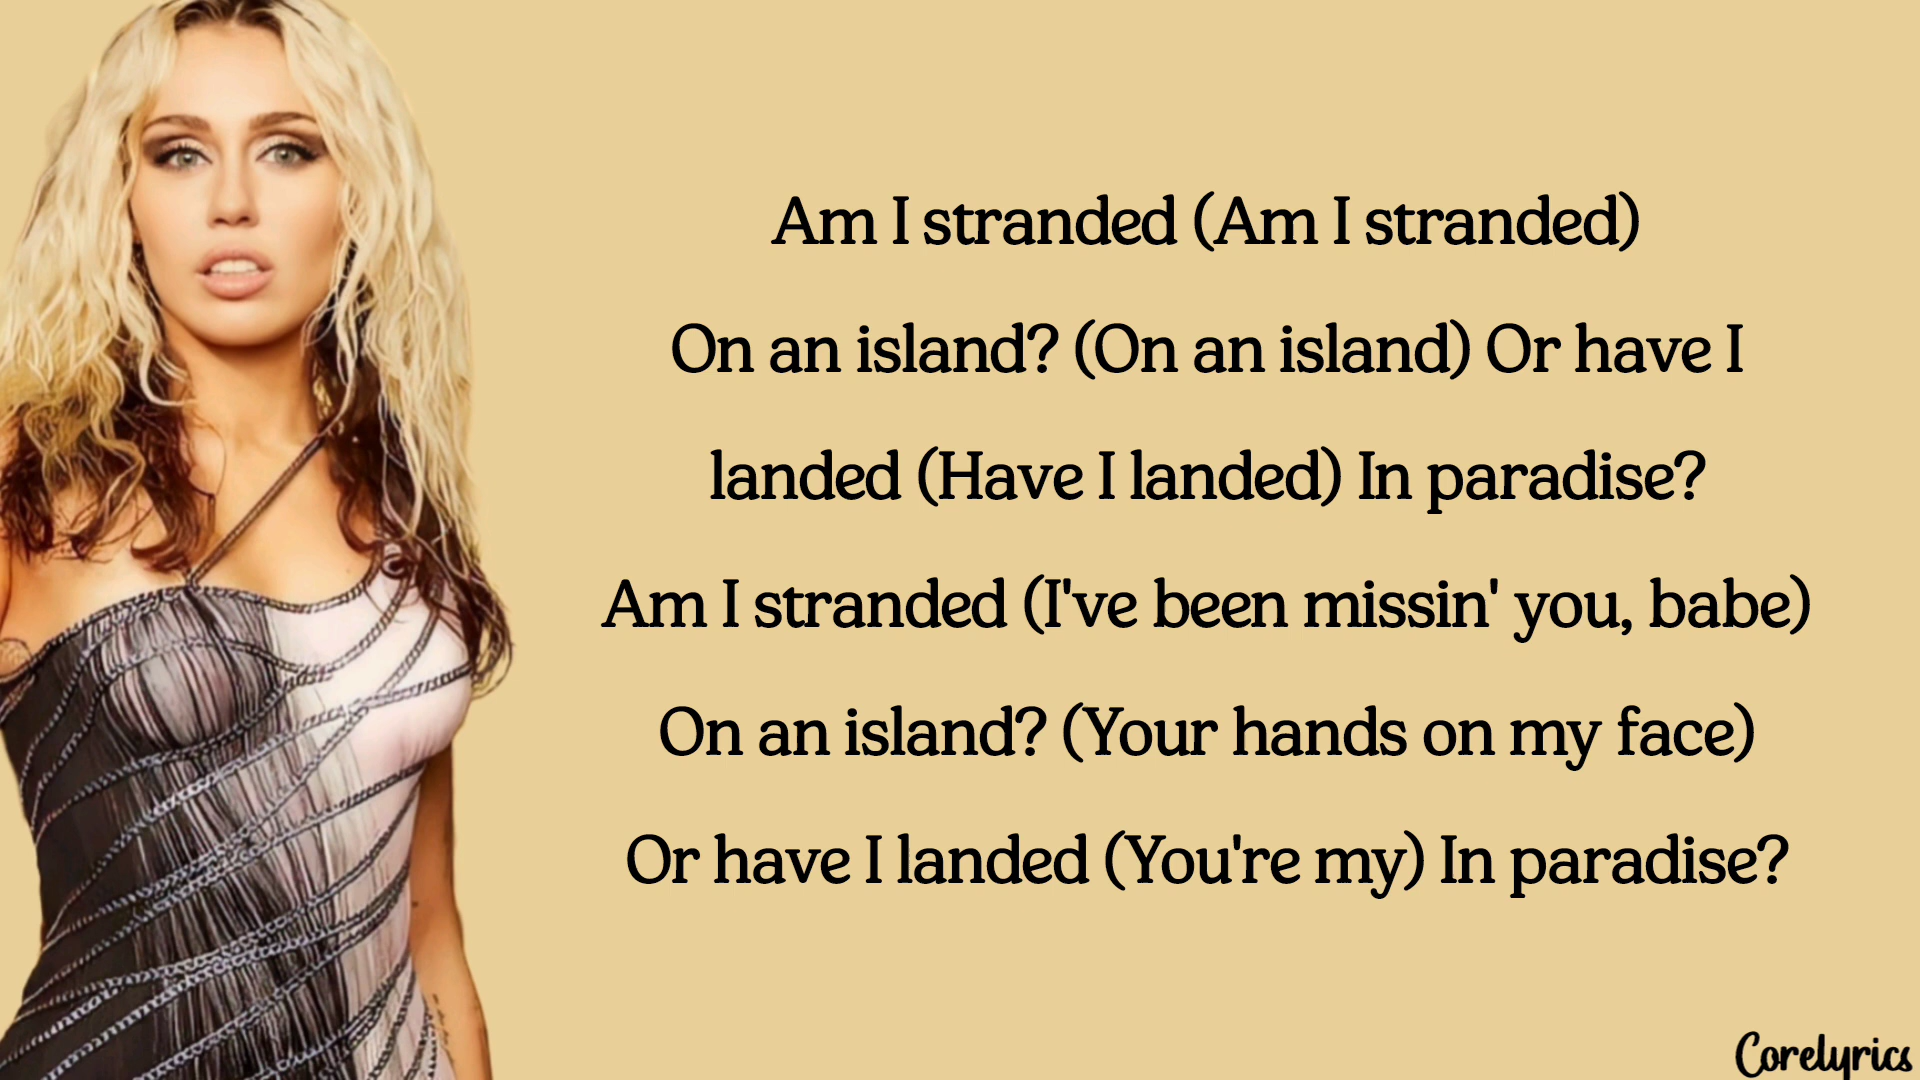 Am I stranded (Am I stranded)
On an island? (On an island) Or have I
landed (Have I landed) In paradise?
Am I stranded (I've been missin' you, babe)
On an island? (Your hands on my face)
Or have I landed (You're my) In paradise?
Corelyrics